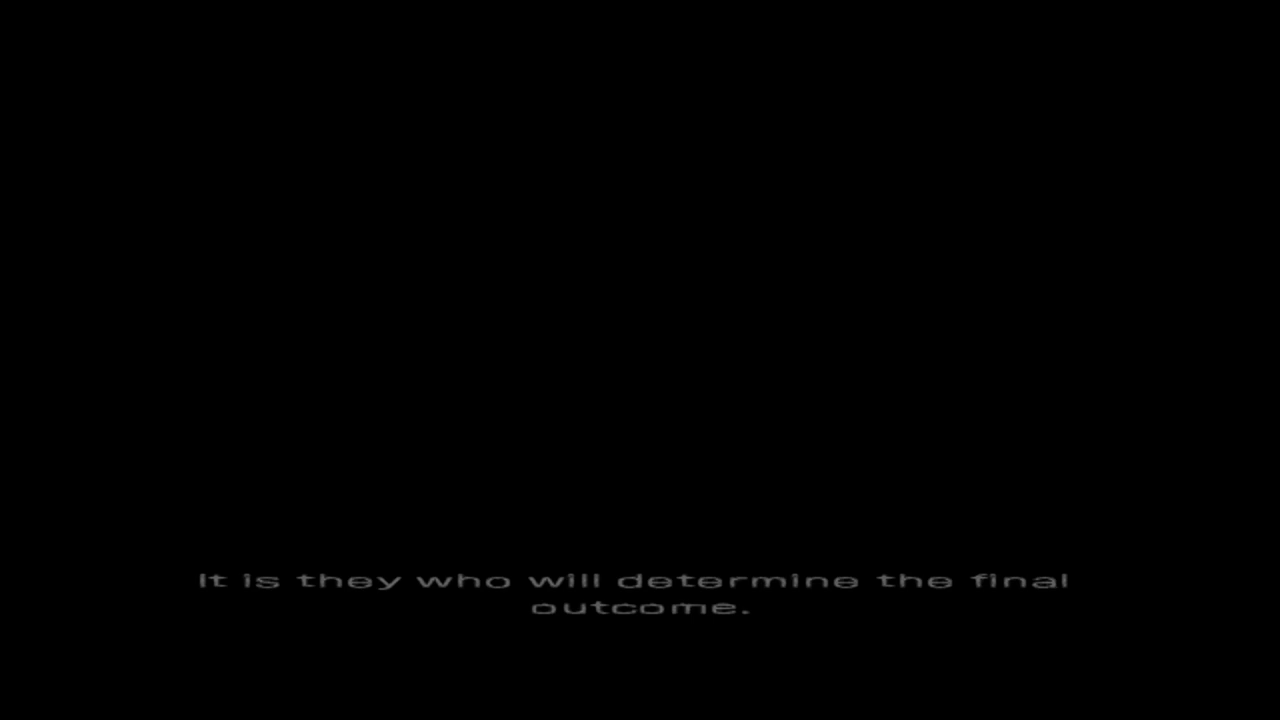 It is they who will determine the final
outcome.